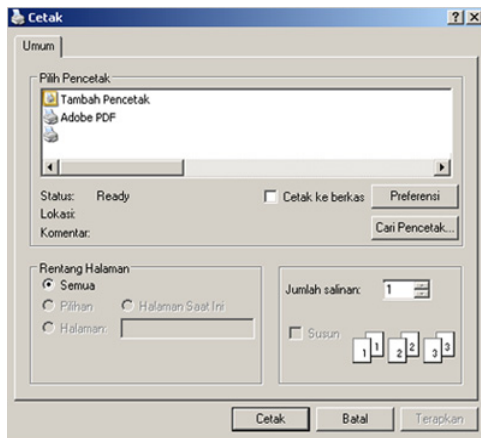 Cetak
Umum
Pilih Pencetak
Tambah Pencetak
Adobe PDF
Status: Ready
Cetak ke berkas
Preferensi
Lokasi:
Komentar:
Cari Pencetak...
Rentang Halaman
Semua
Pilihan
Halaman Saat Ini
Halaman:
Jumlah salinan: 1
Susun
1 1 2 2 3 3
Cetak
Batal
Terapkan